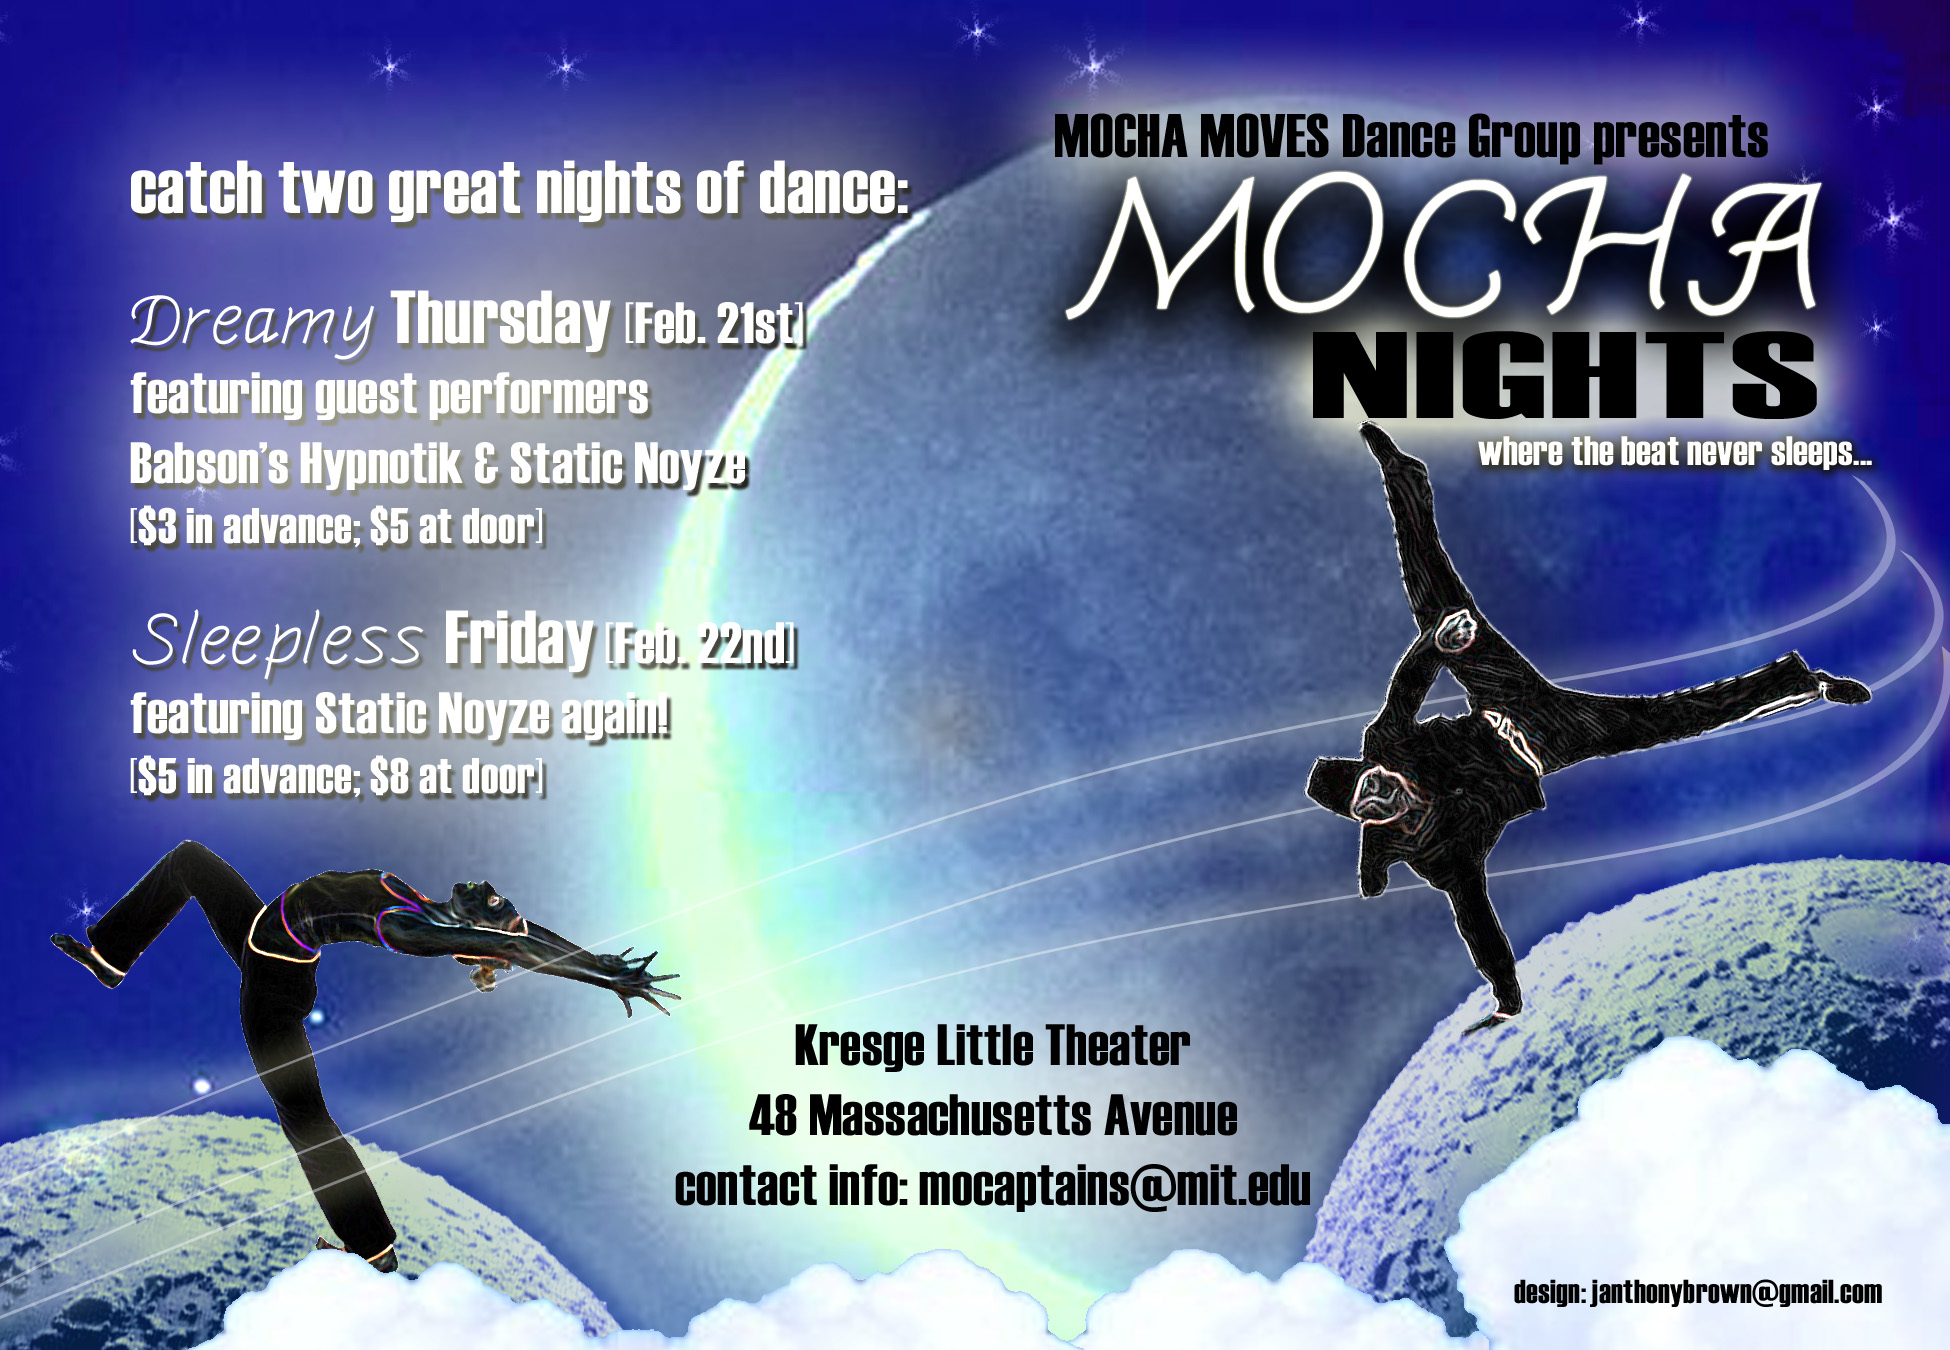 catch two great nights of dance:
Dreamy Thursday [Feb. 21st]
featuring guest performers
Babson's Hypnotik & Static Noyze
[$3 in advance; $5 at door]
Sleepless Friday [Feb. 22nd]
featuring Static Noyze again!
[$5 in advance; $8 at door]
MOCHA MOVES Dance Group presents
MOCHA
NIGHTS
where the beat never sleeps...
Kresge Little Theater
48 Massachusetts Avenue
contact info: mocaptains@mit.edu
design: janthonybrown@gmail.com